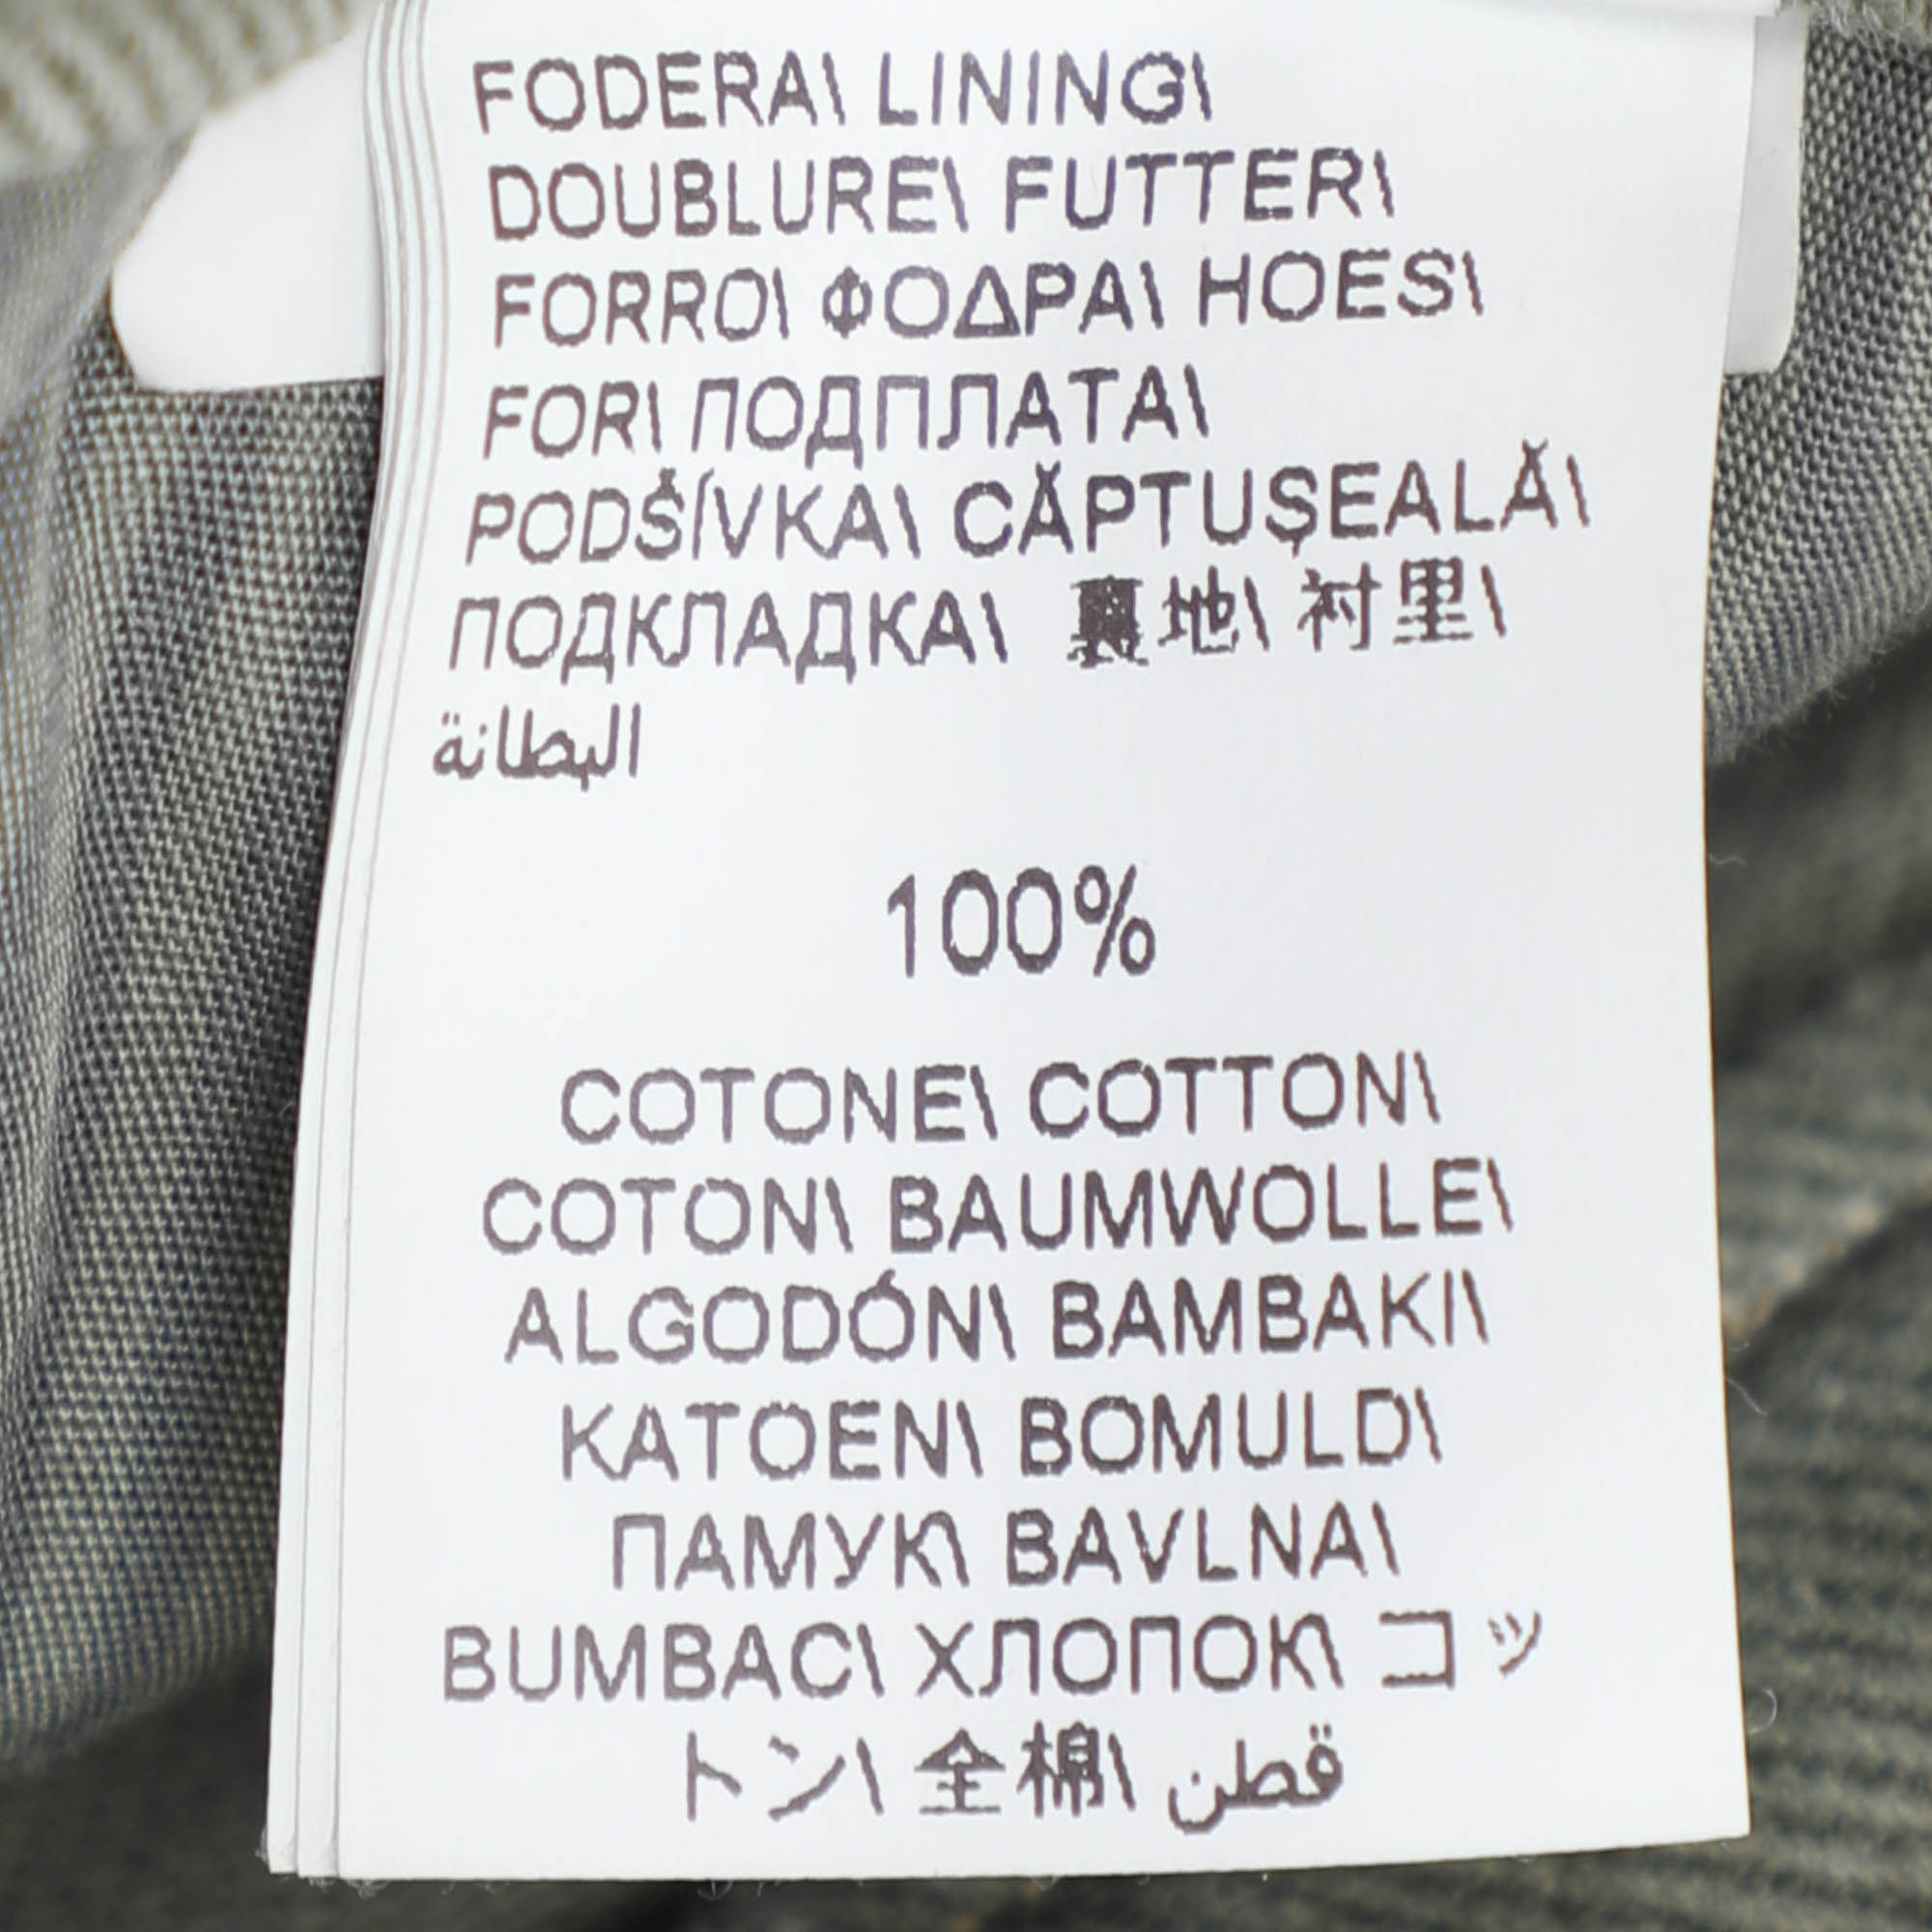 FODERA\ LINING\
DOUBLURE\ FUTTER\
FORRO\ ΦΟΔΡΑ\ HOES\
FOR\ ПОДПЛАТА\
PODŠÍVKA\ CĂPTUȘEALĂ\
ПОДКЛАДКА\ 裏地\ 衬里\
البطانة
100%
COTONE\ COTTON\
COTON\ BAUMWOLLE\
ALGODÓN\ BAMBAKI\
KATOEN\ BOMULD\
ПАМУК\ BAVLNA\
BUMBAC\ ХЛОПОК\ コッ
トン\ 全棉\ قطن